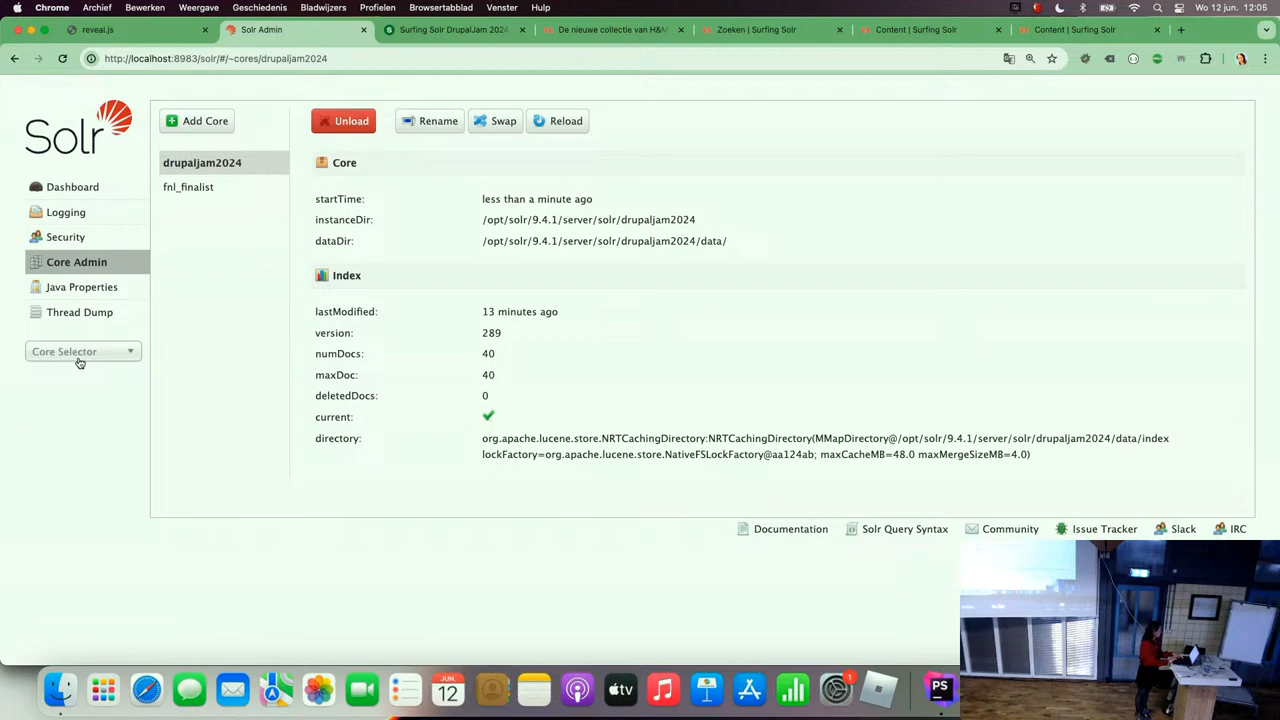 Chrome Archief Bewerken Weergave Geschiedenis Bladwijzers Profielen Browsertabblad Venster Help Wo 12 jun. 12:05
reveal.js Solr Admin Surfing Solr DrupalJam 2024 De nieuwe collectie van H&M Zoeken | Surfing Solr Content | Surfing Solr Content | Surfing Solr
http://localhost:8983/solr/#/~cores/drupaljam2024
Solr
Dashboard
Logging
Security
Core Admin
Java Properties
Thread Dump
Core Selector
Add Core
drupaljam2024
fnl_finalist
Unload Rename Swap Reload
Core
startTime: less than a minute ago
instanceDir: /opt/solr/9.4.1/server/solr/drupaljam2024
dataDir: /opt/solr/9.4.1/server/solr/drupaljam2024/data/
Index
lastModified: 13 minutes ago
version: 289
numDocs: 40
maxDoc: 40
deletedDocs: 0
current:
directory: org.apache.lucene.store.NRTCachingDirectory:NRTCachingDirectory(MMapDirectory@/opt/solr/9.4.1/server/solr/drupaljam2024/data/index
lockFactory=org.apache.lucene.store.NativeFSLockFactory@aa124ab; maxCacheMB=48.0 maxMergeSizeMB=4.0)
Documentation Solr Query Syntax Community Issue Tracker Slack IRC
JUN.
12
tv
1
PS